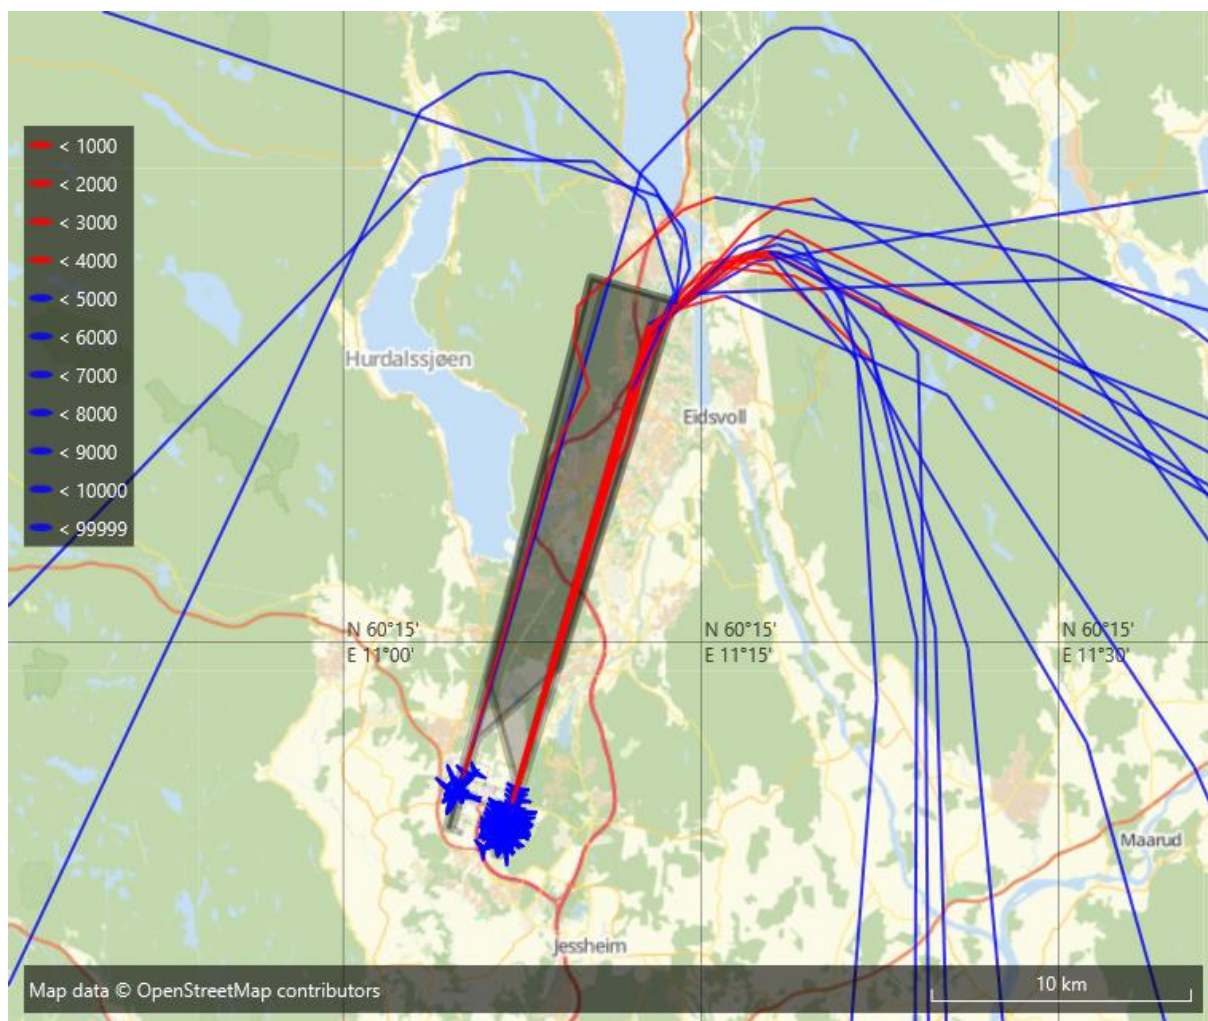 < 1000
< 2000
< 3000
< 4000
< 5000
< 6000
< 7000
< 8000
< 9000
< 10000
< 99999
Hurdalssjøen
Eidsvoll
N 60°15'
E 11°00'
N 60°15'
E 11°15'
N 60°15'
E 11°30'
Maarud
Jessheim
Map data © OpenStreetMap contributors
10 km